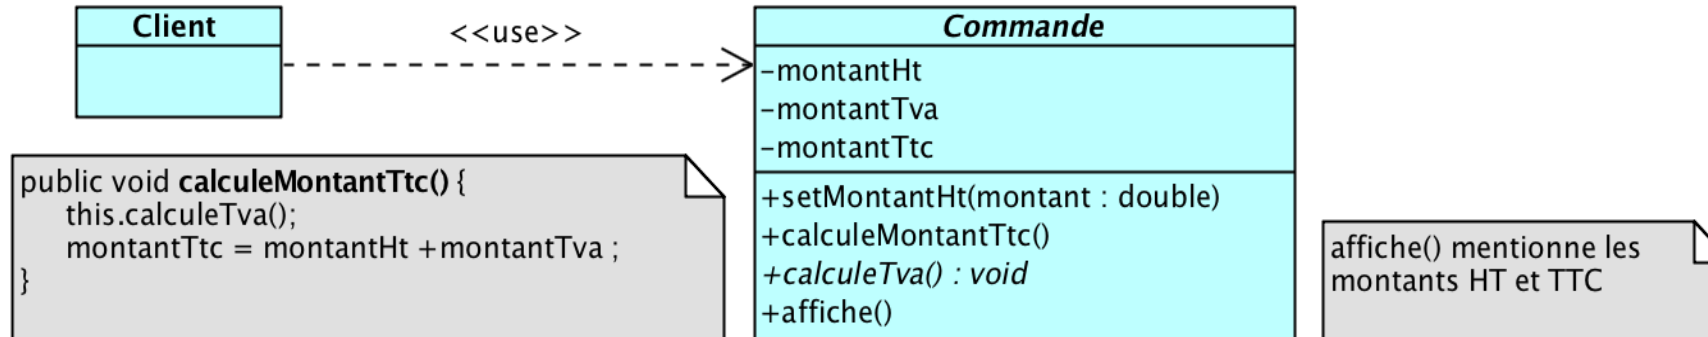 Client
<<use>>
Commande
-montantHt
-montantTva
-montantTtc
+setMontantHt(montant : double)
+calculeMontantTtc()
+calculeTva() : void
+affiche()
public void calculeMontantTtc() {
this.calculeTva();
montantTtc = montantHt +montantTva ;
}
affiche() mentionne les
montants HT et TTC